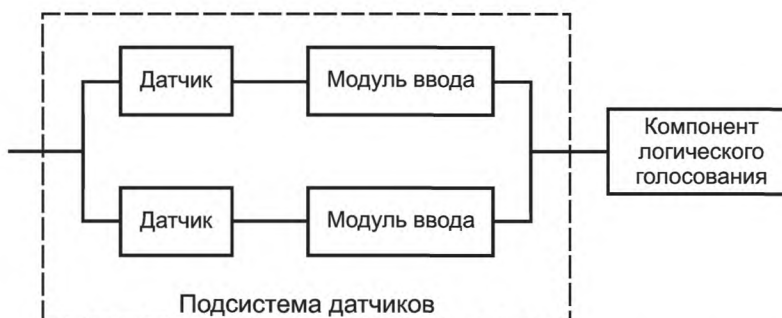 Датчик
Модуль ввода
Компонент
логического
голосования
Датчик
Модуль ввода
Подсистема датчиков